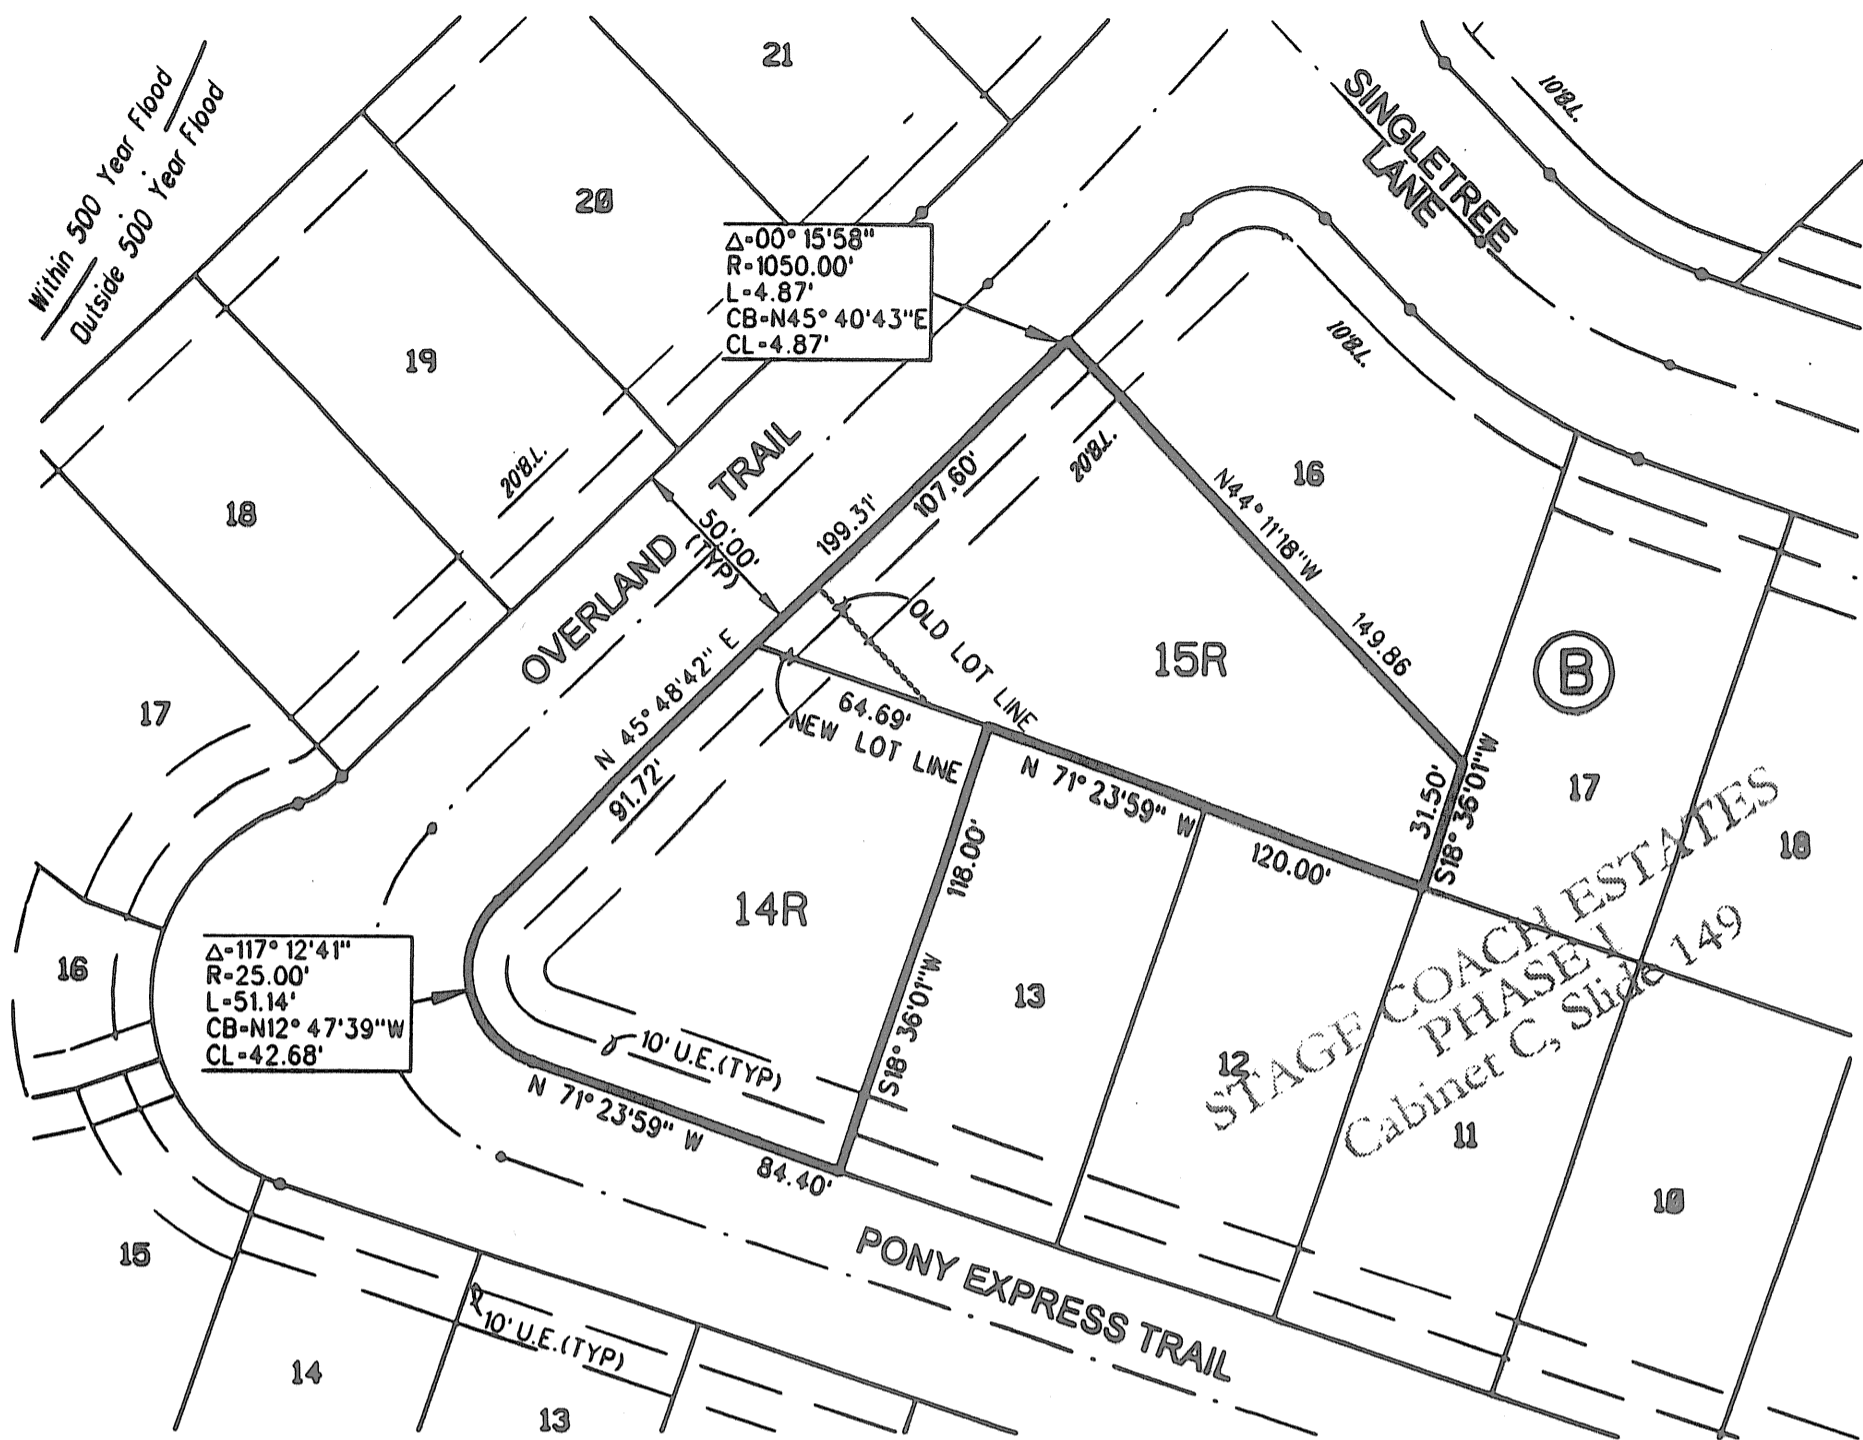 Within 500 Year Flood
Outside 500 Year Flood
21
20
19
18
17
16
15
14
13
SINGLETREE
LANE
10'B.L.
Δ=00° 15'58"
R=1050.00'
L=4.87'
CB=N45° 40'43"E
CL=4.87'
10'B.L.
20'B.L.
20'B.L.
OVERLAND TRAIL
50.00'
(TYP)
199.31'
107.60'
N 45° 48'42" E
91.72'
OLD LOT LINE
NEW LOT LINE
64.69'
15R
16
N44° 11'18"W
149.86
B
31.50'
S18° 36'01"W
17
18
N 71° 23'59" W
120.00'
14R
118.00'
S18° 36'01"W
13
12
11
10
STAGE COACH ESTATES
PHASE I
Cabinet C, Slide 149
Δ=117° 12'41"
R=25.00'
L=51.14'
CB=N12° 47'39"W
CL=42.68'
10' U.E.(TYP)
N 71° 23'59" W
84.40'
PONY EXPRESS TRAIL
10' U.E.(TYP)